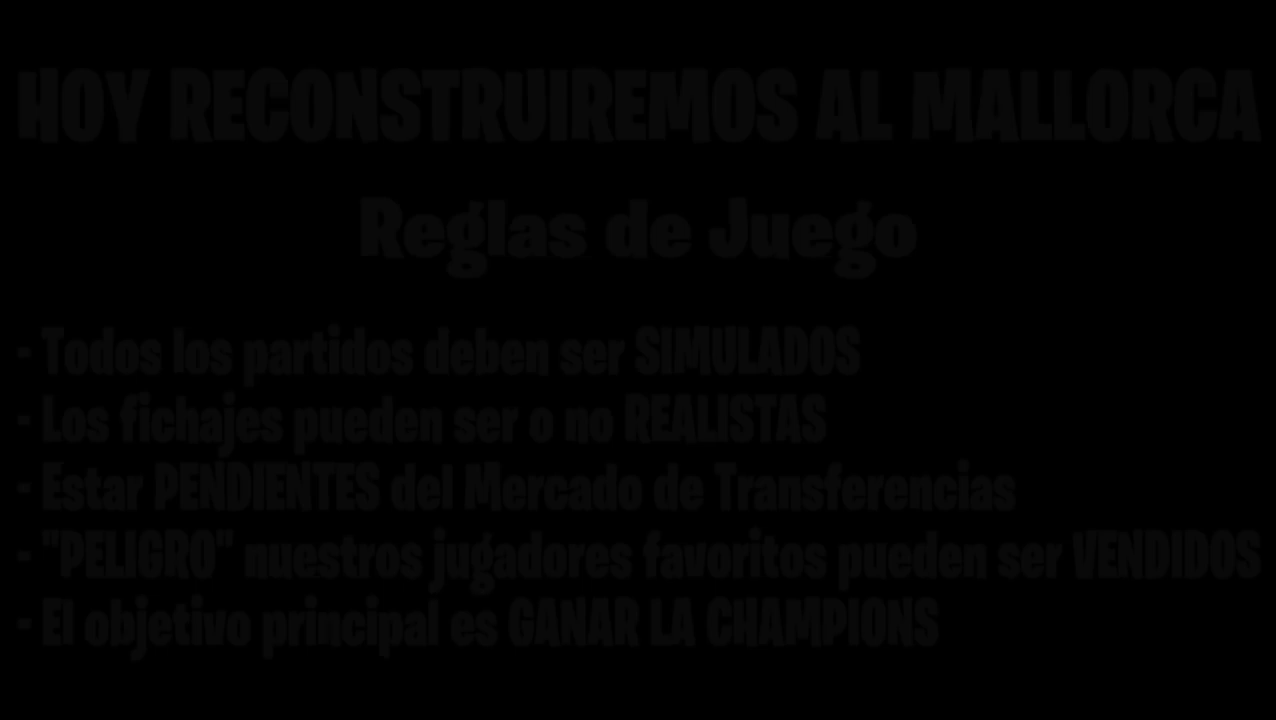 HOY RECONSTRUIREMOS AL MALLORCA
Reglas de Juego
- Todos los partidos deben ser SIMULADOS
- Los fichajes pueden ser o no REALISTAS
- Estar PENDIENTES del Mercado de Transferencias
- "PELIGRO" nuestros jugadores favoritos pueden ser VENDIDOS
- El objetivo principal es GANAR LA CHAMPIONS